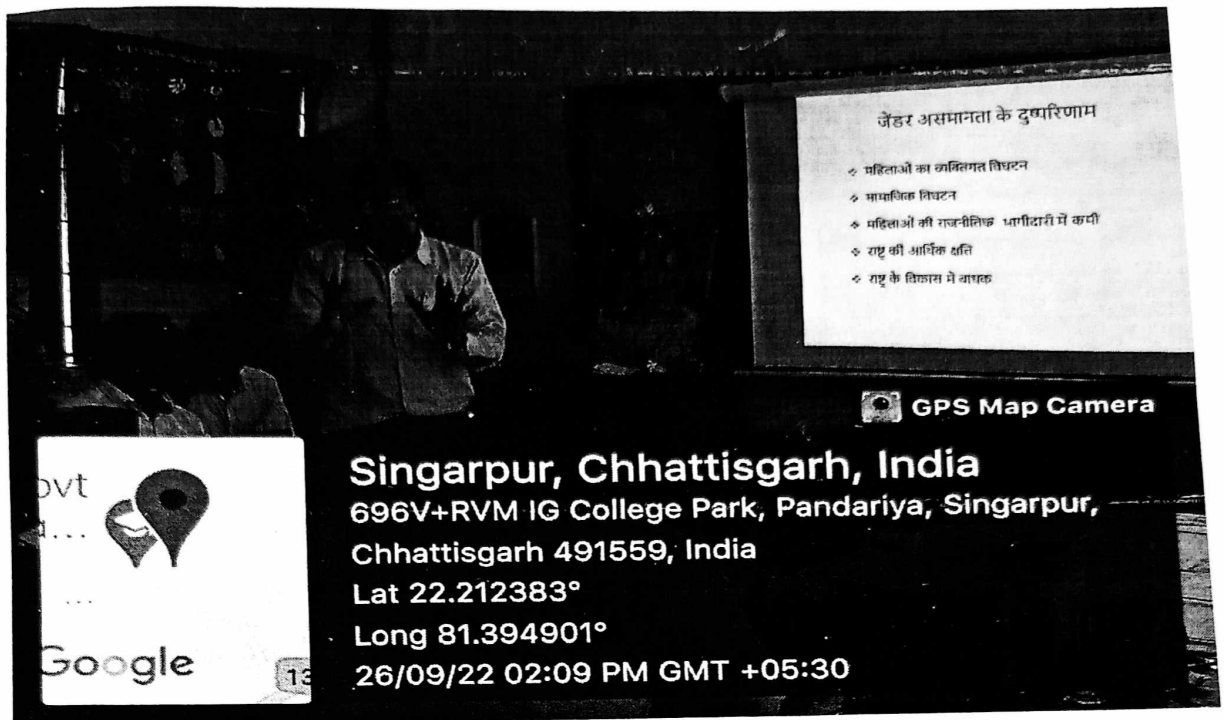 जेंडर असमानता के दुष्परिणाम
❖ महिलाओं का व्यक्तिगत विघटन
❖ सामाजिक विघटन
❖ महिलाओं की राजनीतिक भागीदारी में कमी
❖ राष्ट्र की आर्थिक क्षति
❖ राष्ट्र के विकास में बाधक
GPS Map Camera
Singarpur, Chhattisgarh, India
696V+RVM IG College Park, Pandariya, Singarpur,
Chhattisgarh 491559, India
Lat 22.212383°
Long 81.394901°
26/09/22 02:09 PM GMT +05:30
ovt
...
Google
13